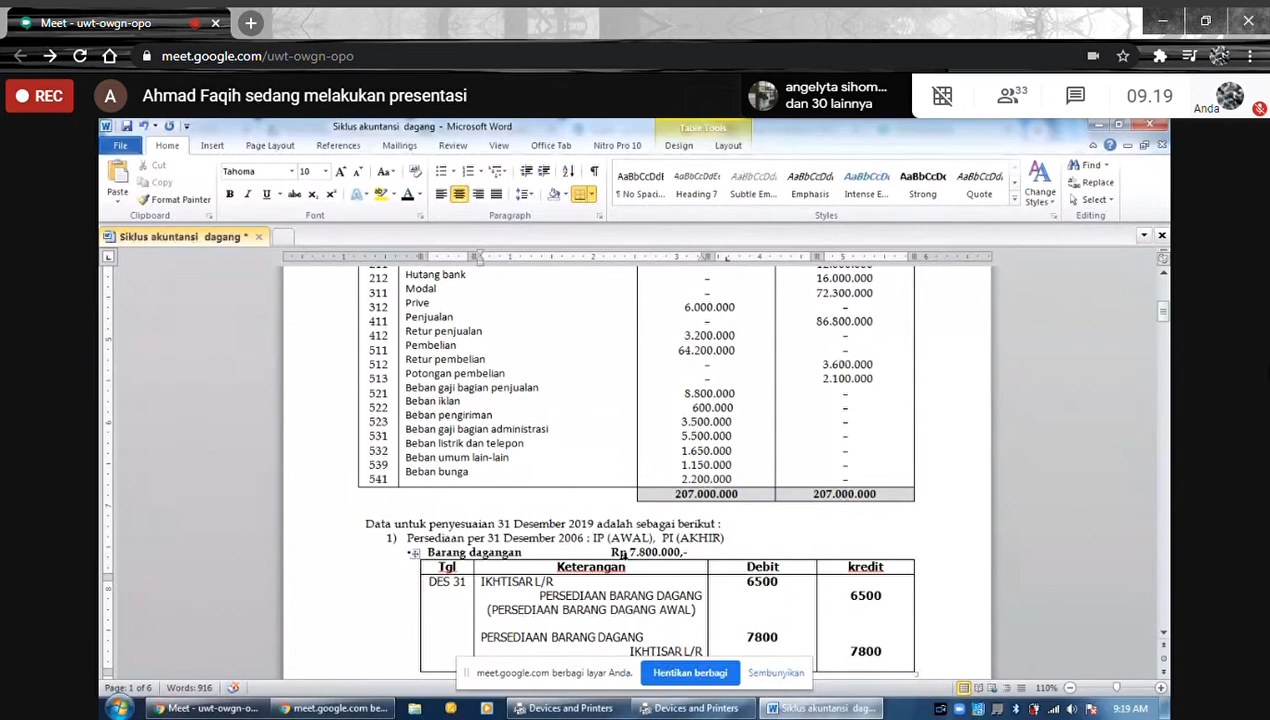 Meet - uwt-owgn-opo
meet.google.com/uwt-owgn-opo
REC
A
Ahmad Faqih sedang melakukan presentasi
angelyta sihom...
dan 30 lainnya
33
09.19
Anda
Siklus akuntansi dagang - Microsoft Word
Table Tools
File Home Insert Page Layout References Mailings Review View Office Tab Nitro Pro 10 Design Layout
Paste
Cut
Copy
Format Painter
Clipboard
Tahoma 10
Font
Paragraph
AaBbCcDc AaBbCcDt AaBbCcDt AaBbCcDt AaBbCcDt AaBbCcDc AaBbCcDt
No Spaci... Heading 7 Subtle Em... Emphasis Intense E... Strong Quote
Change Styles
Styles
Find
Replace
Select
Editing
Siklus akuntansi dagang *
211 12.000.000
212 Hutang bank – 16.000.000
311 Modal – 72.300.000
312 Prive 6.000.000 –
411 Penjualan – 86.800.000
412 Retur penjualan 3.200.000 –
511 Pembelian 64.200.000 –
512 Retur pembelian – 3.600.000
513 Potongan pembelian – 2.100.000
521 Beban gaji bagian penjualan 8.800.000 –
522 Beban iklan 600.000 –
523 Beban pengiriman 3.500.000 –
531 Beban gaji bagian administrasi 5.500.000 –
532 Beban listrik dan telepon 1.650.000 –
539 Beban umum lain-lain 1.150.000 –
541 Beban bunga 2.200.000 –
207.000.000 207.000.000
Data untuk penyesuaian 31 Desember 2019 adalah sebagai berikut :
1) Persediaan per 31 Desember 2006 : IP (AWAL), PI (AKHIR)
• Barang dagangan Rp 7.800.000,-
Tgl Keterangan Debit kredit
DES 31 IKHTISAR L/R 6500
PERSEDIAAN BARANG DAGANG 6500
(PERSEDIAAN BARANG DAGANG AWAL)
PERSEDIAAN BARANG DAGANG 7800
IKHTISAR L/R 7800
meet.google.com berbagi layar Anda. Hentikan berbagi Sembunyikan
Page: 1 of 6 Words: 916 110%
Meet - uwt-owgn-o... meet.google.com be... Devices and Printers Devices and Printers Siklus akuntansi dag... 9:19 AM